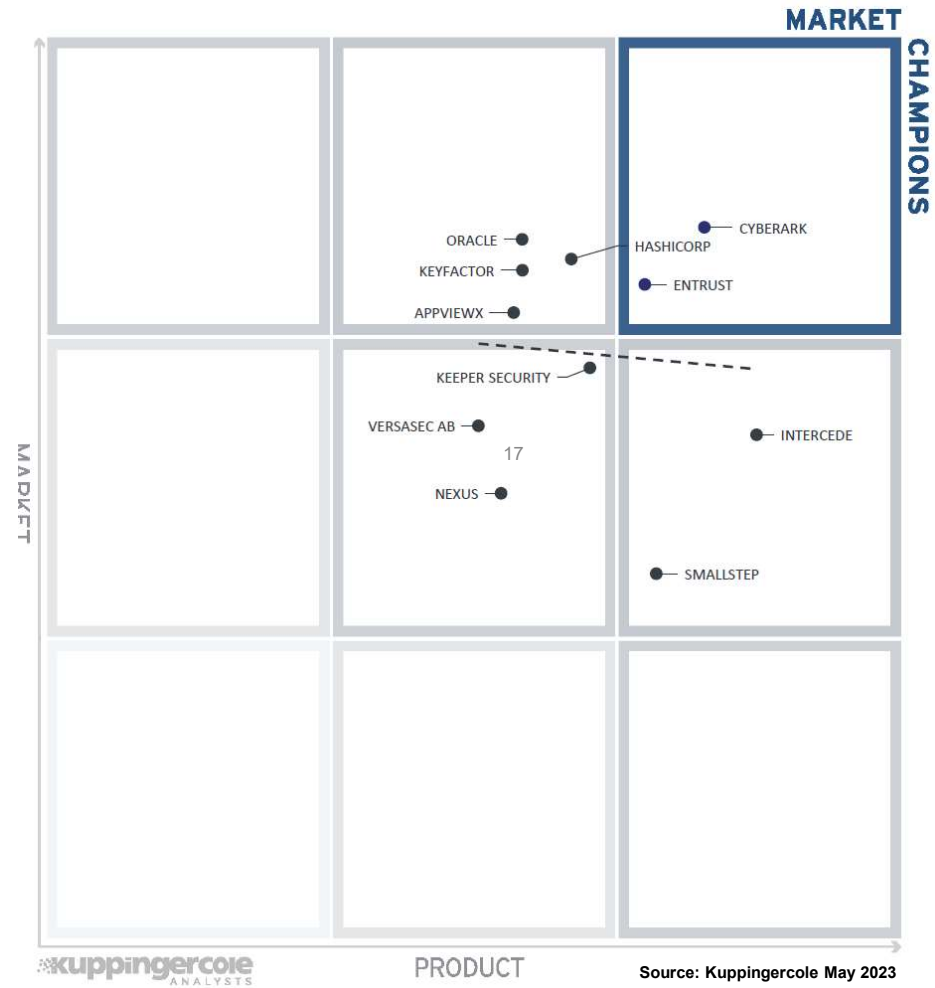 MARKET
CHAMPIONS
CYBERARK
ORACLE
HASHICORP
KEYFACTOR
ENTRUST
APPVIEWX
KEEPER SECURITY
VERSASEC AB
INTERCEDE
17
NEXUS
SMALLSTEP
MARKET
kuppingercole
ANALYSTS
PRODUCT
Source: Kuppingercole May 2023